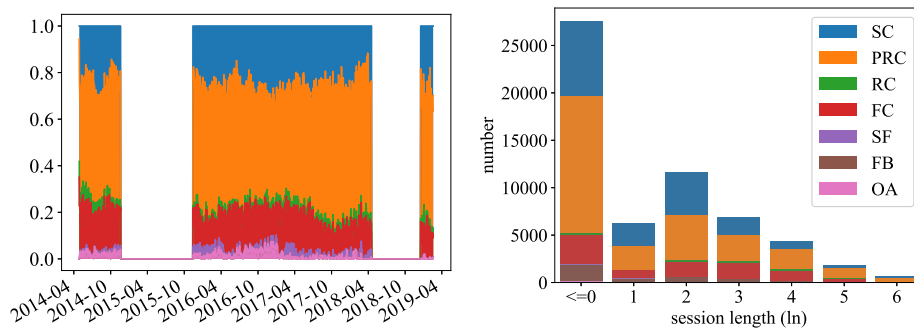 1.0
0.8
0.6
0.4
0.2
0.0
2014-04
2014-10
2015-04
2015-10
2016-04
2016-10
2017-04
2017-10
2018-04
2018-10
2019-04
number
25000
20000
15000
10000
5000
0
SC
PRC
RC
FC
SF
FB
OA
<=0 1 2 3 4 5 6
session length (ln)